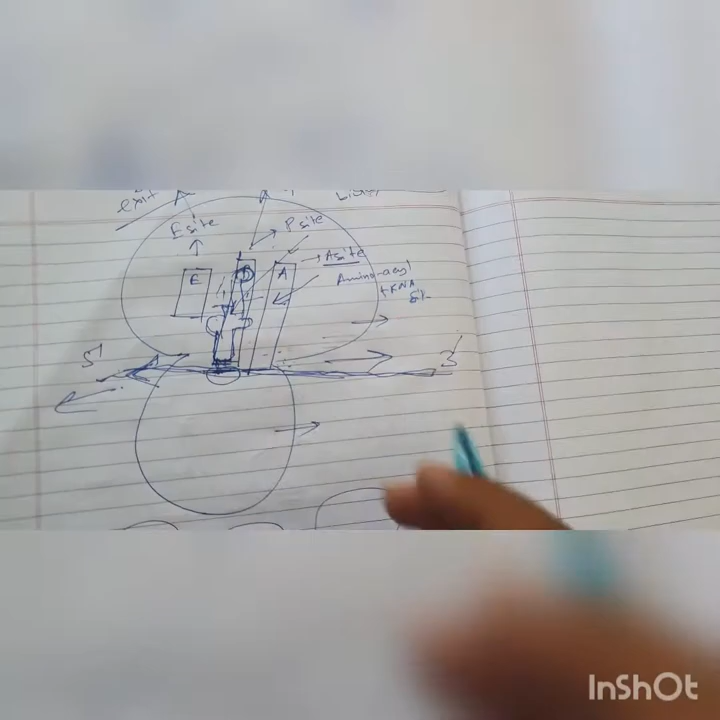 exit
E site
P site
A site
Amino-acyl
tRNA
E
P
A
5'
3'
InShOt